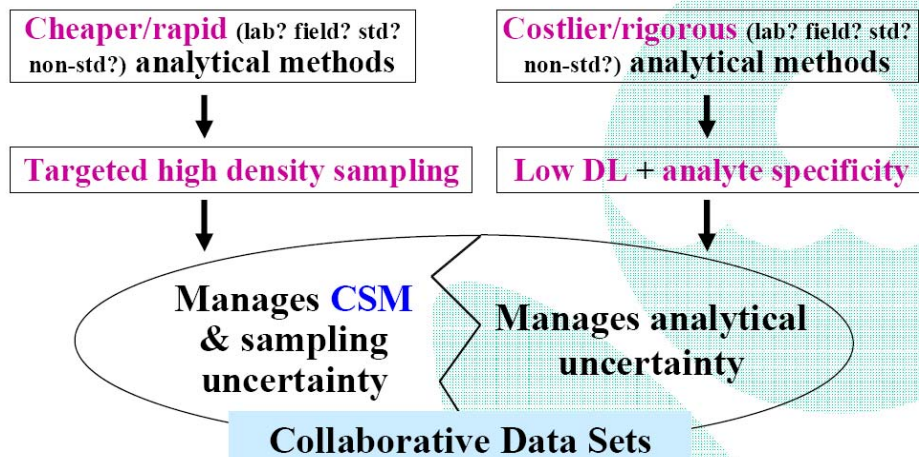 Cheaper/rapid (lab? field? std?
non-std?) analytical methods
Costlier/rigorous (lab? field? std?
non-std?) analytical methods
Targeted high density sampling
Low DL + analyte specificity
Manages CSM
& sampling
uncertainty
Manages analytical
uncertainty
Collaborative Data Sets